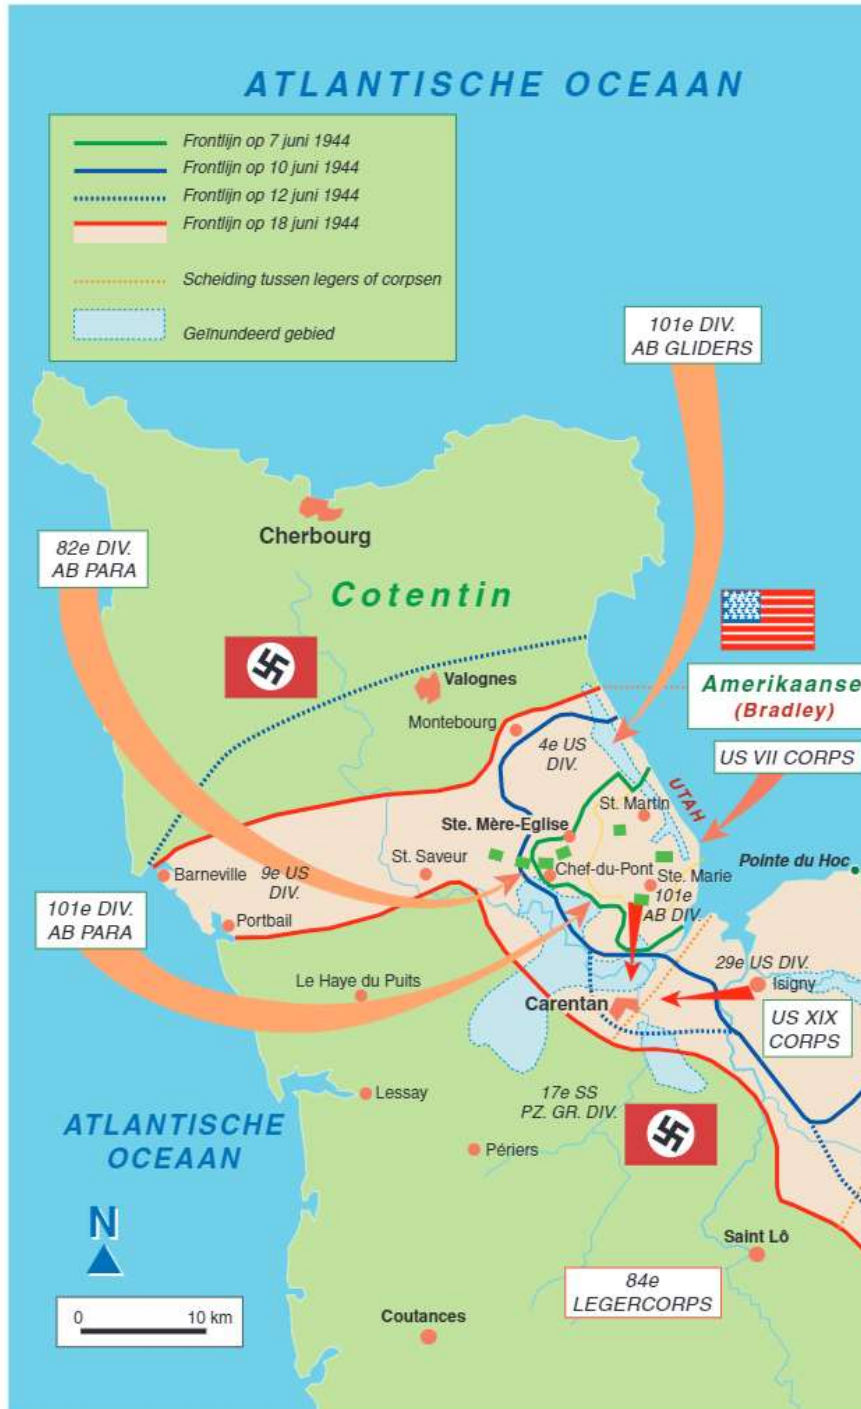 ATLANTISCHE OCEAAN
Frontlijn op 7 juni 1944
Frontlijn op 10 juni 1944
Frontlijn op 12 juni 1944
Frontlijn op 18 juni 1944
Scheiding tussen legers of corpsen
Geïnundeerd gebied
101e DIV.
AB GLIDERS
Cherbourg
82e DIV.
AB PARA
Cotentin
Valognes
Amerikaanse
(Bradley)
Montebourg
4e US
DIV.
US VII CORPS
UTAH
St. Martin
Ste. Mère-Eglise
St. Saveur
Barneville
9e US
DIV.
Chef-du-Pont
Ste. Marie
Pointe du Hoc
101e
AB DIV.
101e DIV.
AB PARA
Portbail
29e US DIV.
Le Haye du Puits
Isigny
Carentan
US XIX
CORPS
Lessay
17e SS
PZ. GR. DIV.
ATLANTISCHE
OCEAAN
Périers
N
Saint Lô
84e
LEGERCORPS
0 10 km
Coutances